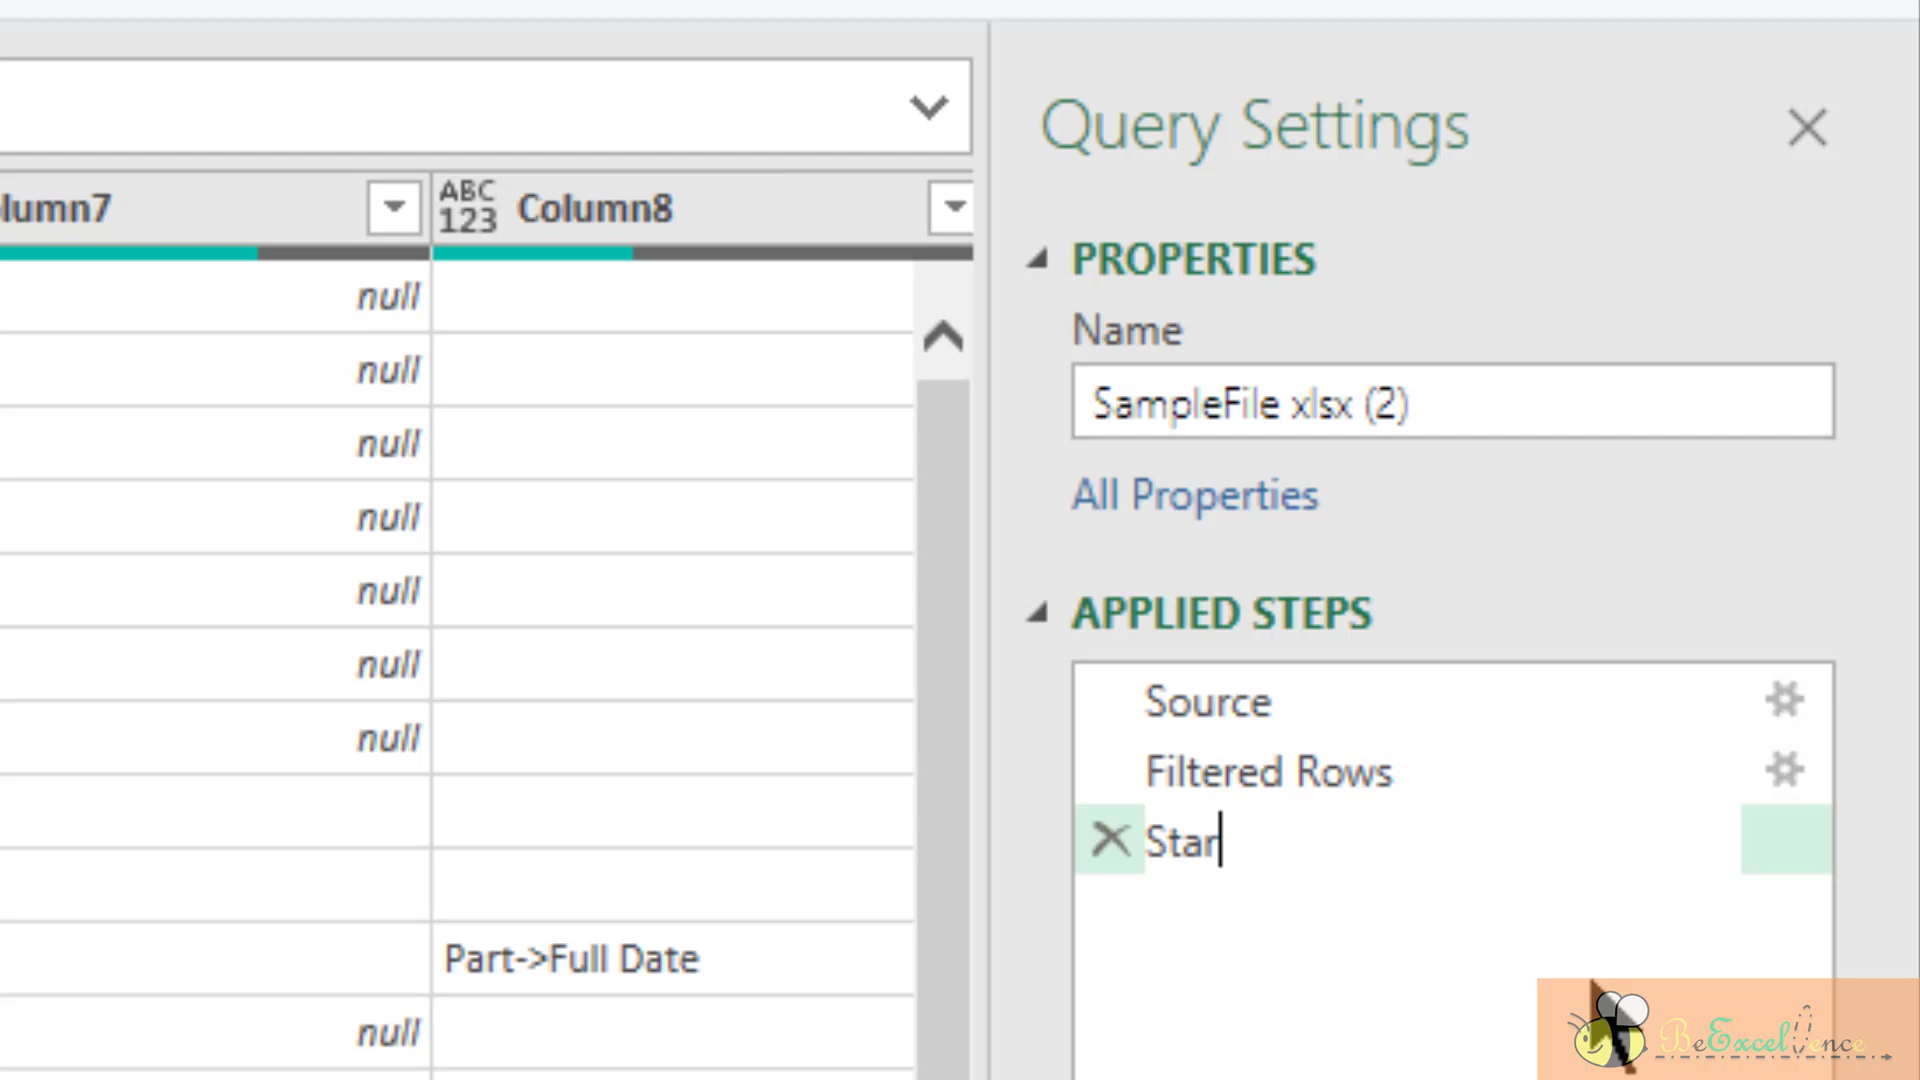 Query Settings
lumn7
ABC
123
Column8
PROPERTIES
null
Name
null
SampleFile xlsx (2)
null
All Properties
null
null
APPLIED STEPS
null
Source
null
Filtered Rows
Star
Part->Full Date
null
BeExcellence